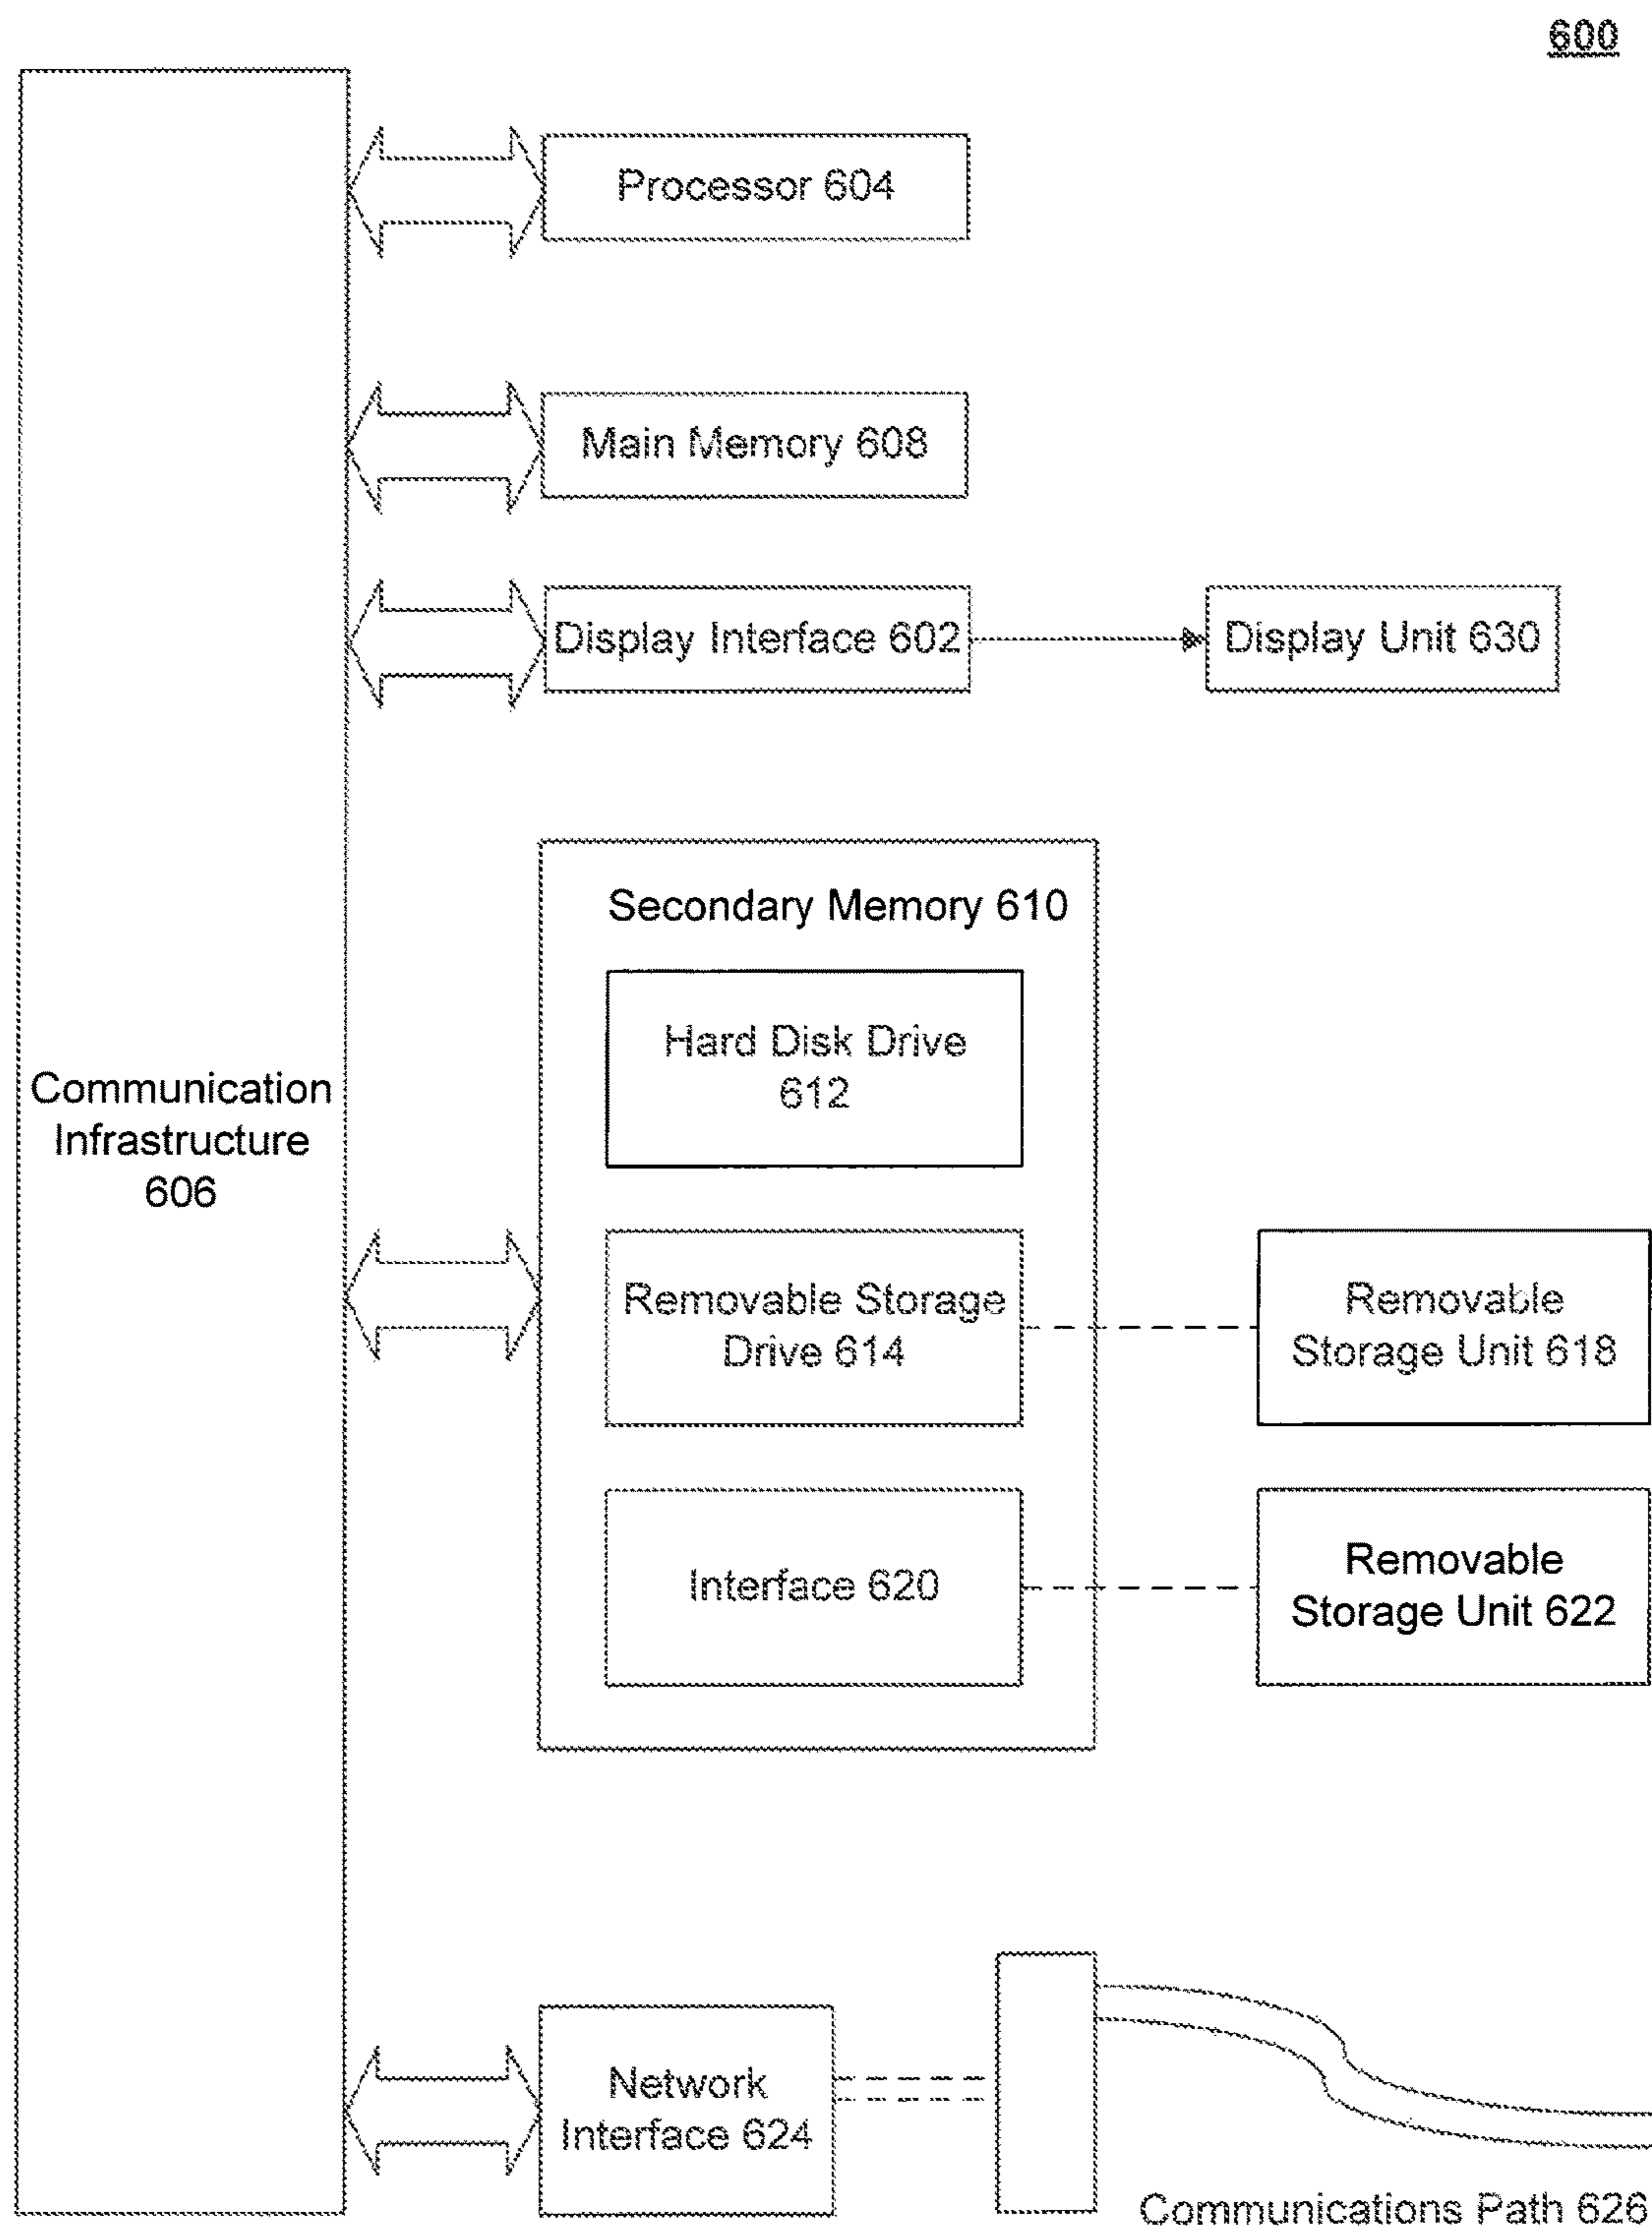 600
Processor 604
Main Memory 608
Display Interface 602
Display Unit 630
Secondary Memory 610
Hard Disk Drive
612
Communication
Infrastructure
606
Removable Storage
Drive 614
Removable
Storage Unit 618
Interface 620
Removable
Storage Unit 622
Network
Interface 624
Communications Path 626